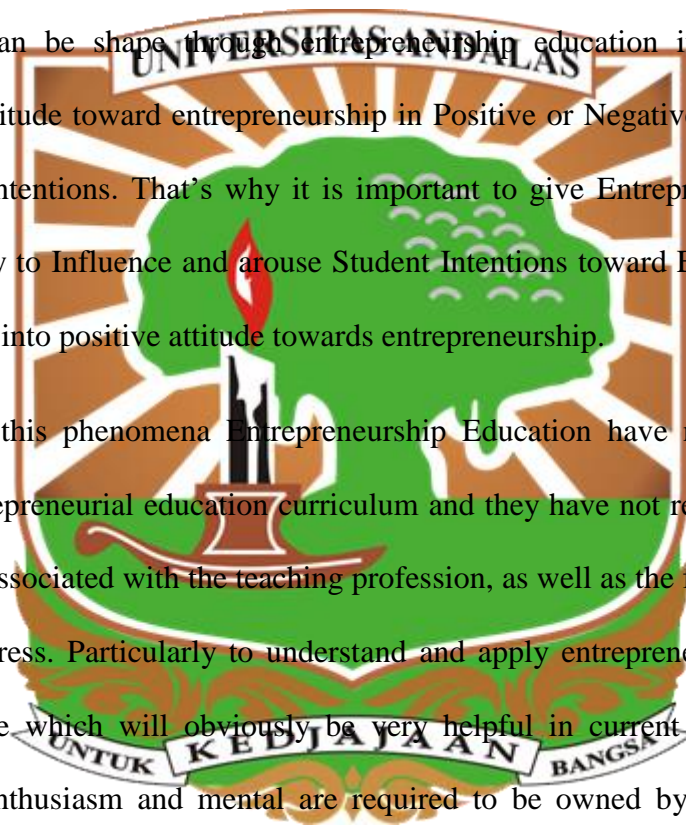 an be shape through entrepreneurship education i
UNIVERSITAS ANDALAS
itude toward entrepreneurship in Positive or Negative
ntentions. That's why it is important to give Entrepr
y to Influence and arouse Student Intentions toward E
into positive attitude towards entrepreneurship.
this phenomena Entrepreneurship Education have
epreneurial education curriculum and they have not re
ssociated with the teaching profession, as well as the
ress. Particularly to understand and apply entreprene
e which will obviously be very helpful in current
UNTUK KEDJAJAAN BANGSA
nthusiasm and mental are required to be owned by